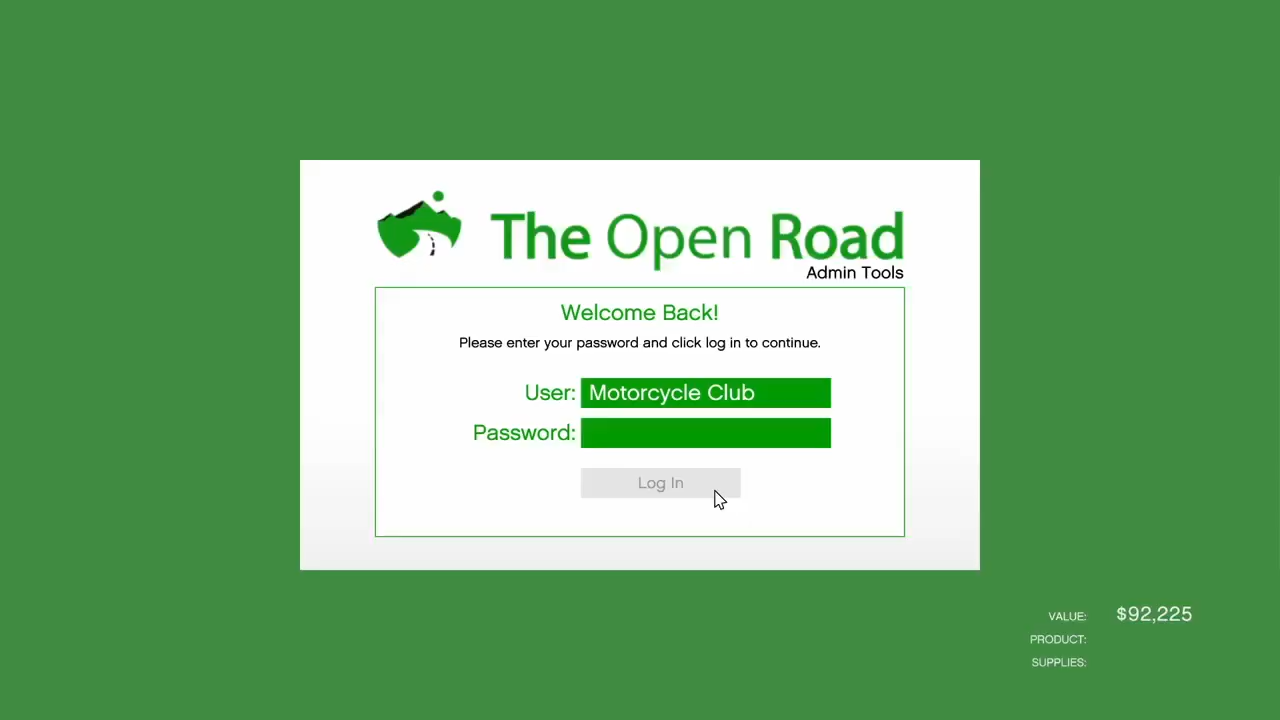 The Open Road
Admin Tools
Welcome Back!
Please enter your password and click log in to continue.
User: Motorcycle Club
Password:
Log In
VALUE: $92,225
PRODUCT:
SUPPLIES: